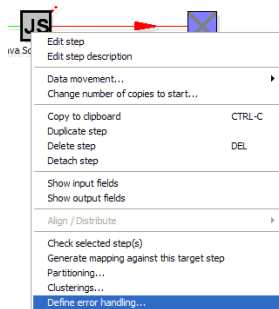 JS
ava Sc
Edit step
Edit step description
Data movement...
Change number of copies to start...
Copy to clipboard CTRL-C
Duplicate step
Delete step DEL
Detach step
Show input fields
Show output fields
Align / Distribute
Check selected step(s)
Generate mapping against this target step
Partitioning...
Clusterings...
Define error handling...